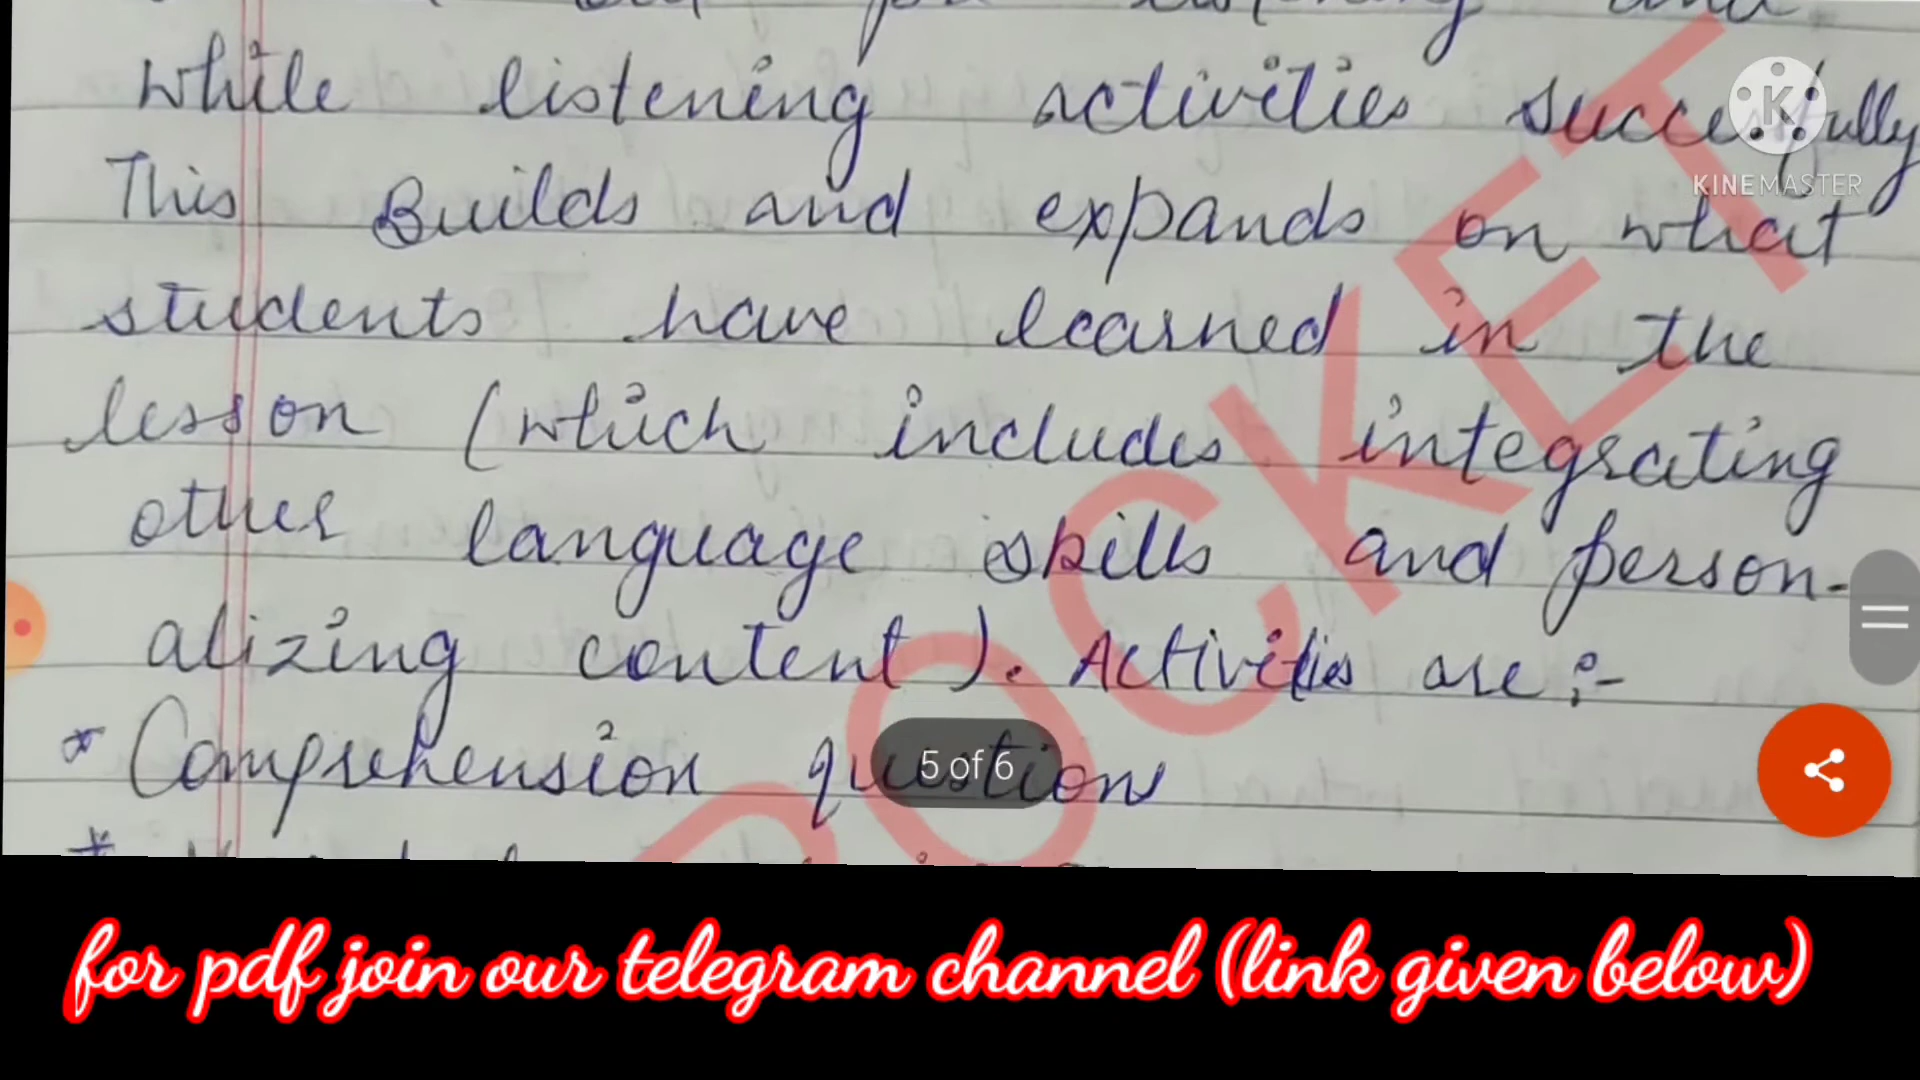 while listening activities successfully
This Builds and expands on what
students have learned in the
lesson (which includes integrating
other language skills and person-
alizing content). Activities are :-
* Comprehension question
5 of 6
KINEMASTER
POCKET
for pdf join our telegram channel (link given below)